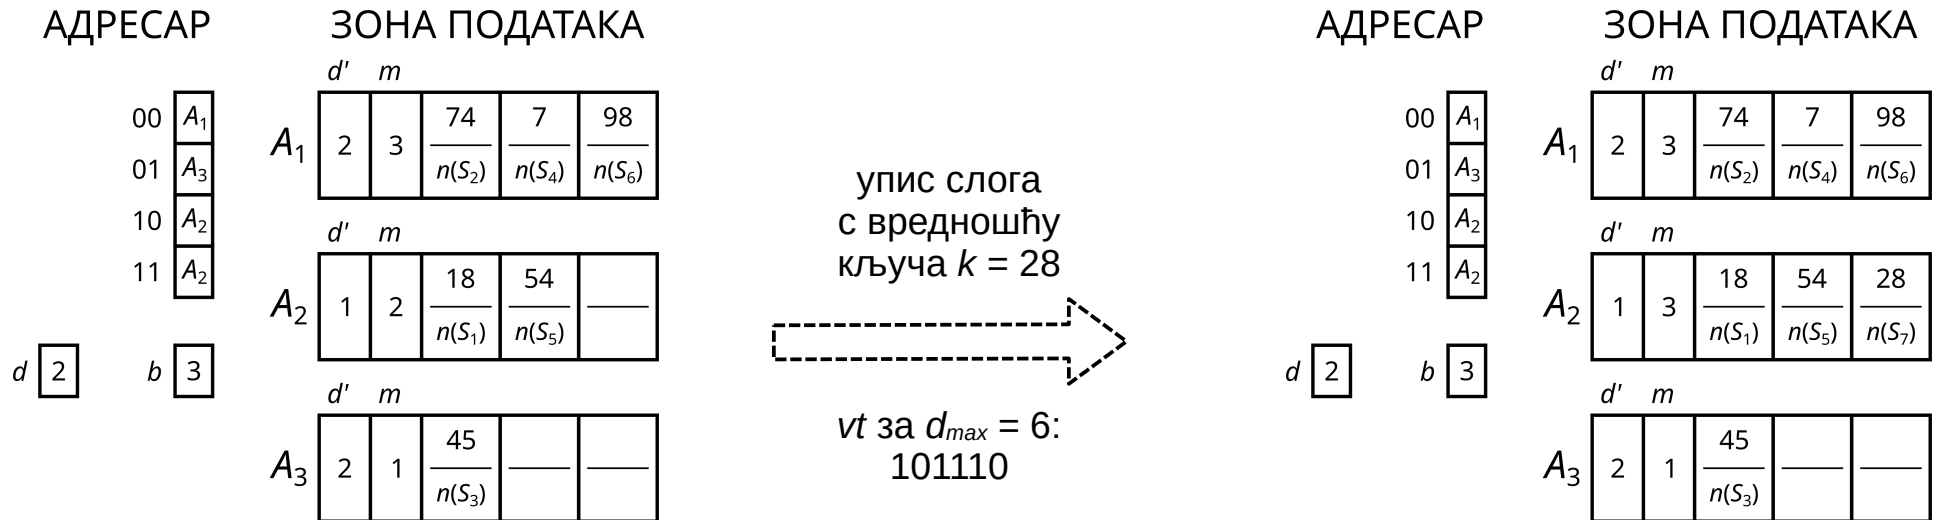 АДРЕСАР ЗОНА ПОДАТАКА
d' m
00 A1
01 A3
10 A2
11 A2
A1 2 3 74 7 98
n(S2) n(S4) n(S6)
d' m
A2 1 2 18 54
n(S1) n(S5)
d 2 b 3
d' m
A3 2 1 45
n(S3)
упис слога
с вредношћу
кључа k = 28
vt за dmax = 6:
101110
АДРЕСАР ЗОНА ПОДАТАКА
d' m
00 A1
01 A3
10 A2
11 A2
A1 2 3 74 7 98
n(S2) n(S4) n(S6)
d' m
A2 1 3 18 54 28
n(S1) n(S5) n(S7)
d 2 b 3
d' m
A3 2 1 45
n(S3)